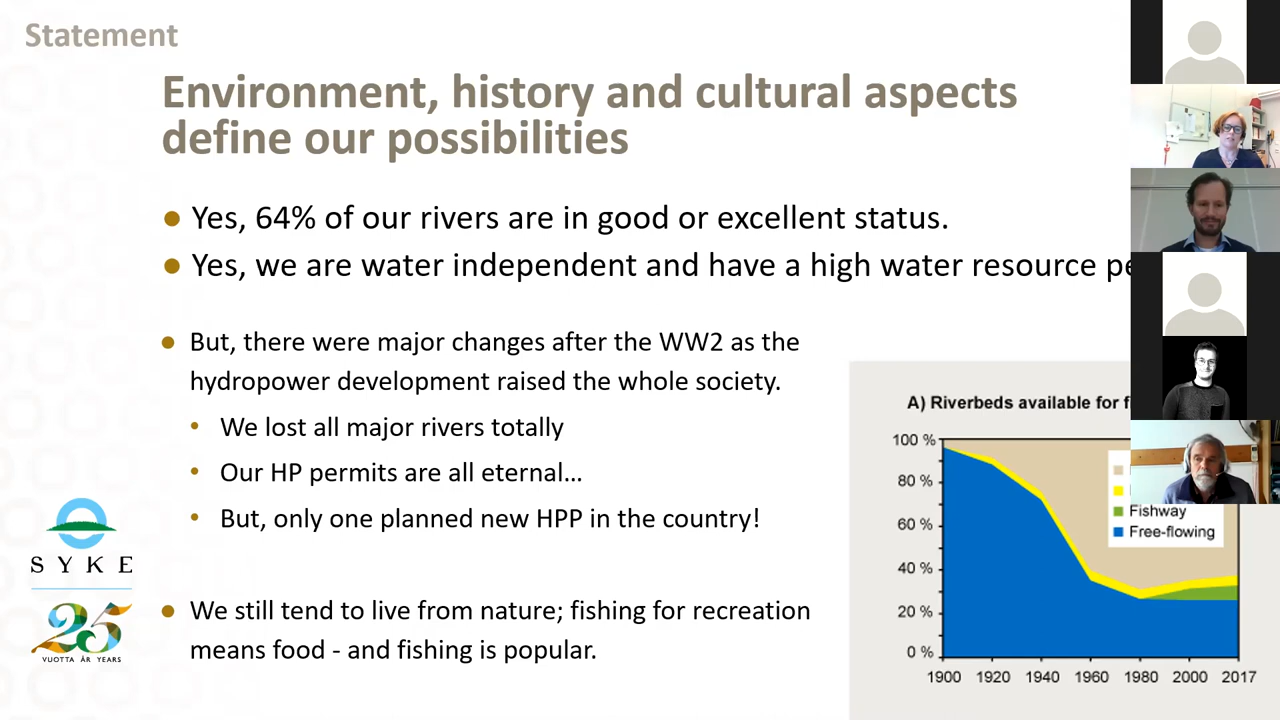 Statement
Environment, history and cultural aspects
define our possibilities
● Yes, 64% of our rivers are in good or excellent status.
● Yes, we are water independent and have a high water resource
● But, there were major changes after the WW2 as the
hydropower development raised the whole society.
• We lost all major rivers totally
• Our HP permits are all eternal…
• But, only one planned new HPP in the country!
● We still tend to live from nature; fishing for recreation
means food - and fishing is popular.
SYKE
25
VUOTTA ÅR YEARS
A) Riverbeds available for
100 %
80 %
60 %
40 %
20 %
0 %
Fishway
Free-flowing
1900 1920 1940 1960 1980 2000 2017